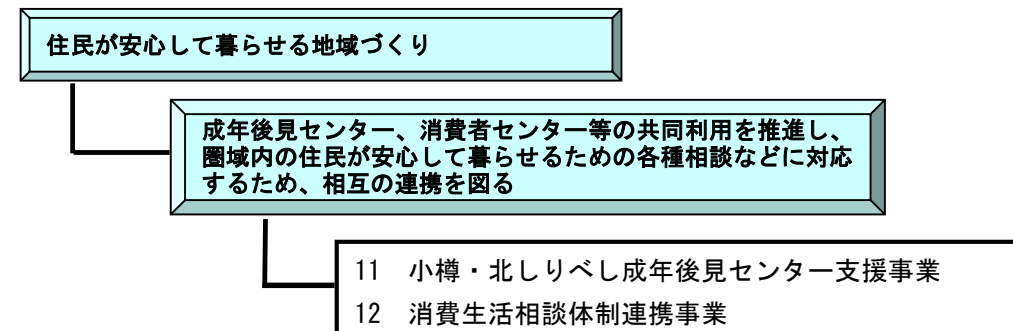 住民が安心して暮らせる地域づくり
成年後見センター、消費者センター等の共同利用を推進し、
圏域内の住民が安心して暮らせるための各種相談などに対応
するため、相互の連携を図る
11　小樽・北しりべし成年後見センター支援事業
12　消費生活相談体制連携事業